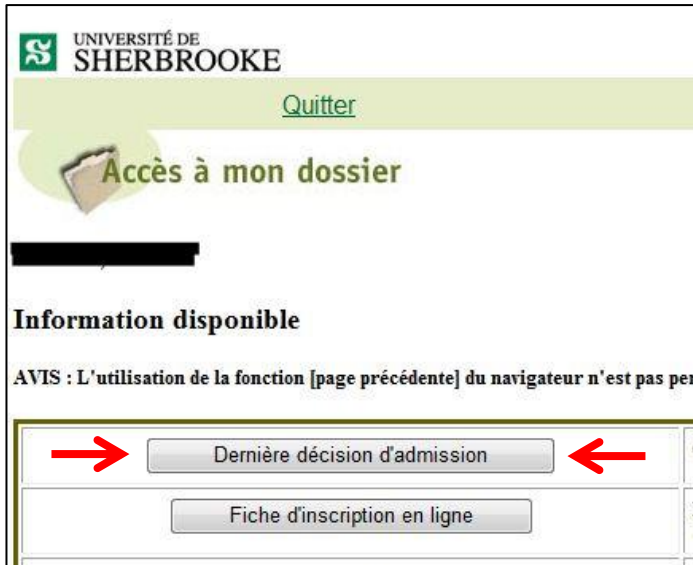 UNIVERSITÉ DE
SHERBROOKE
Quitter
Accès à mon dossier
Information disponible
AVIS : L'utilisation de la fonction [page précédente] du navigateur n'est pas
Dernière décision d'admission
Fiche d'inscription en ligne